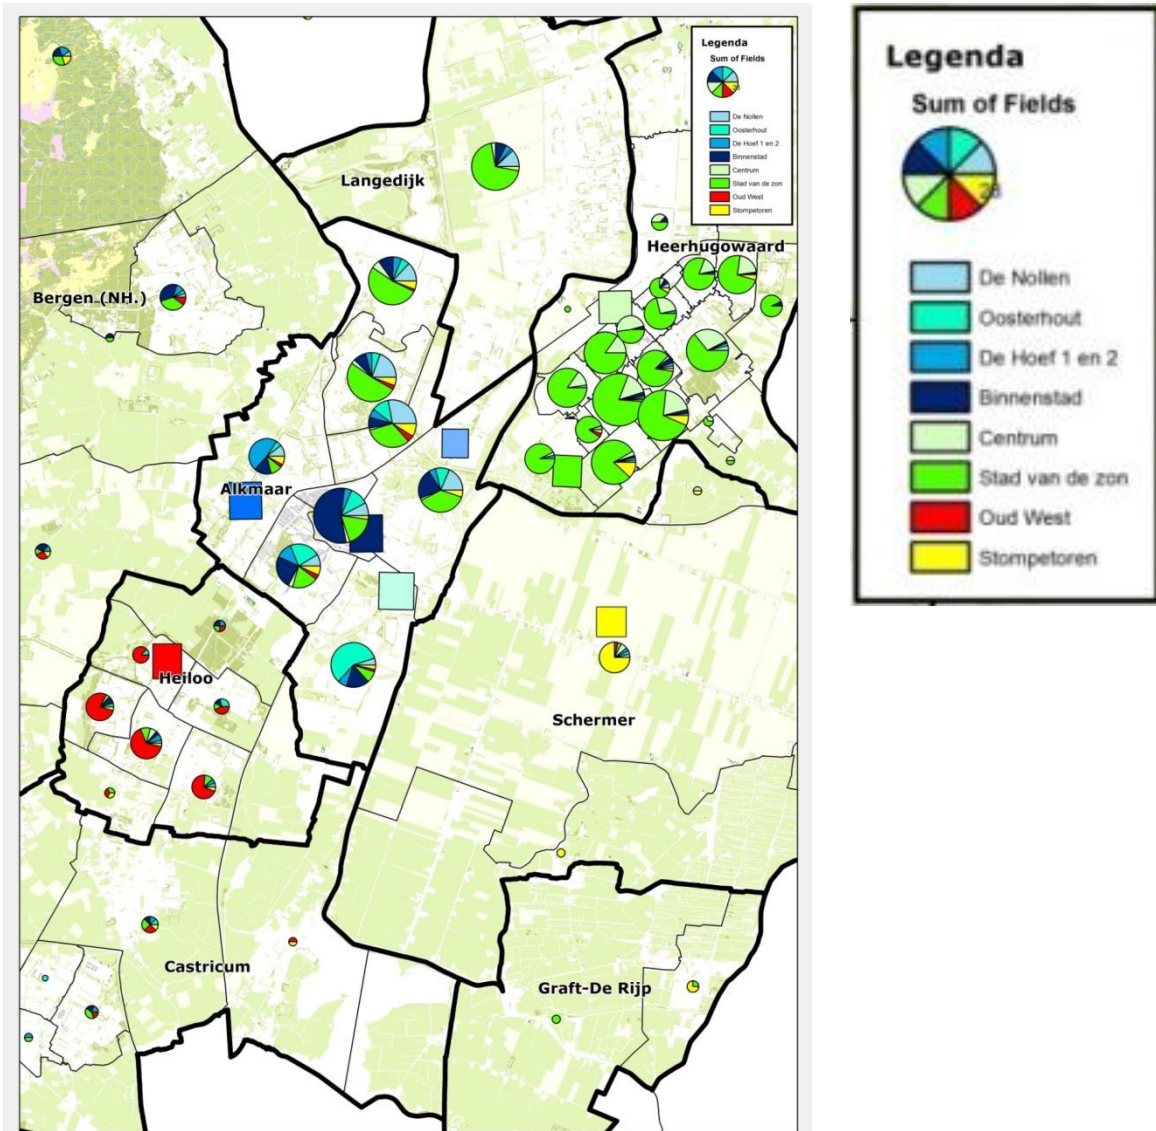 Legenda
Sum of Fields
28
De Nollen
Oosterhout
De Hoef 1 en 2
Binnenstad
Centrum
Stad van de zon
Oud West
Stompetoren
Langedijk
Heerhugowaard
Bergen (NH.)
Alkmaar
Heiloo
Schermer
Castricum
Graft-De Rijp
Legenda
Sum of Fields
28
De Nollen
Oosterhout
De Hoef 1 en 2
Binnenstad
Centrum
Stad van de zon
Oud West
Stompetoren